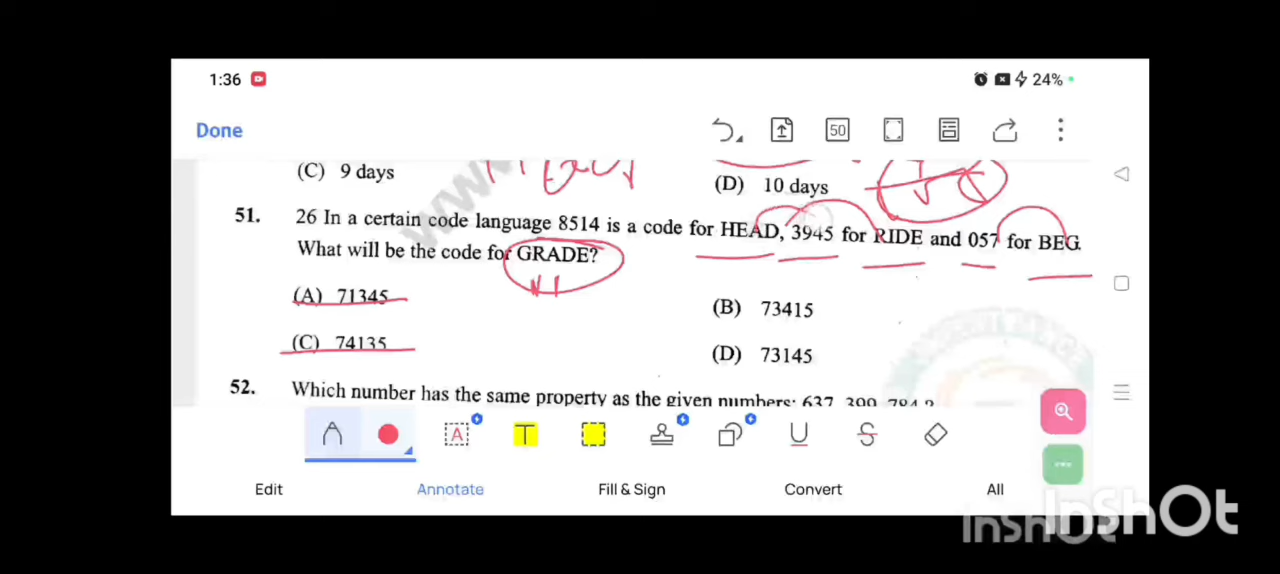 1:36 24%
Done 50
(C) 9 days
(D) 10 days
51. 26 In a certain code language 8514 is a code for HEAD, 3945 for RIDE and 057 for BEG.
What will be the code for GRADE?
(A) 71345
(B) 73415
(C) 74135
(D) 73145
52. Which number has the same property as the given numbers: 637, 399, 784 ?
A T U S
Edit Annotate Fill & Sign Convert All
InShOt